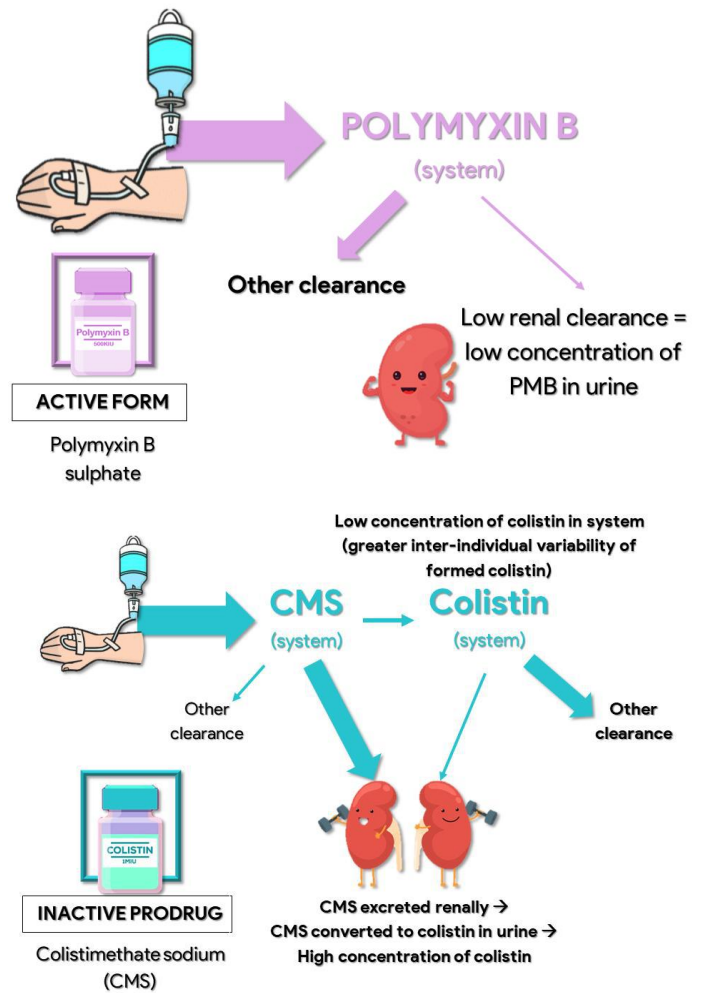 POLYMYXIN B
(system)
Other clearance
Low renal clearance =
low concentration of
PMB in urine
Polymyxin B
500KIU
ACTIVE FORM
Polymyxin B
sulphate
Low concentration of colistin in system
(greater inter-individual variability of
formed colistin)
CMS
(system)
Colistin
(system)
Other
clearance
Other
clearance
COLISTIN
1MIU
INACTIVE PRODRUG
Colistimethate sodium
(CMS)
CMS excreted renally →
CMS converted to colistin in urine →
High concentration of colistin